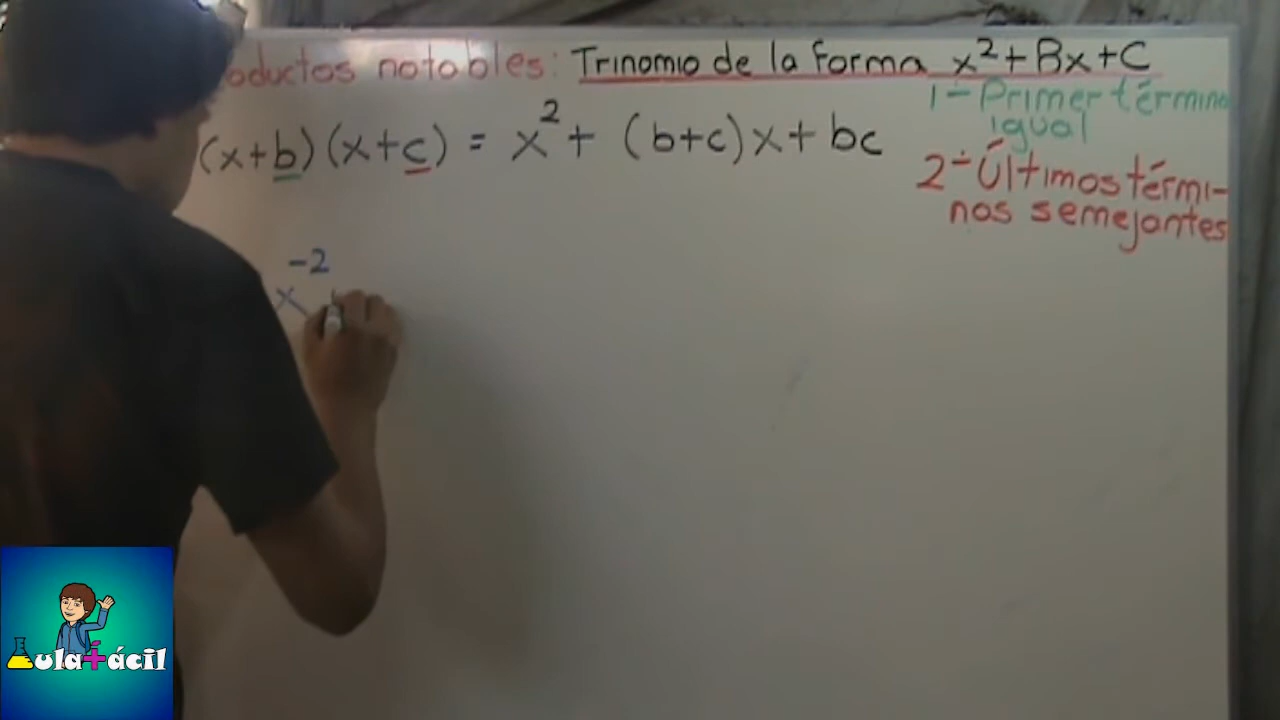 oductos notables: Trinomio de la forma x²+Bx+C
1÷ Primer término
igual
(x+b)(x+c) = x² + (b+c)x + bc
2÷ Últimos térmi-
nos semejantes
-2
x
Aula+ácil